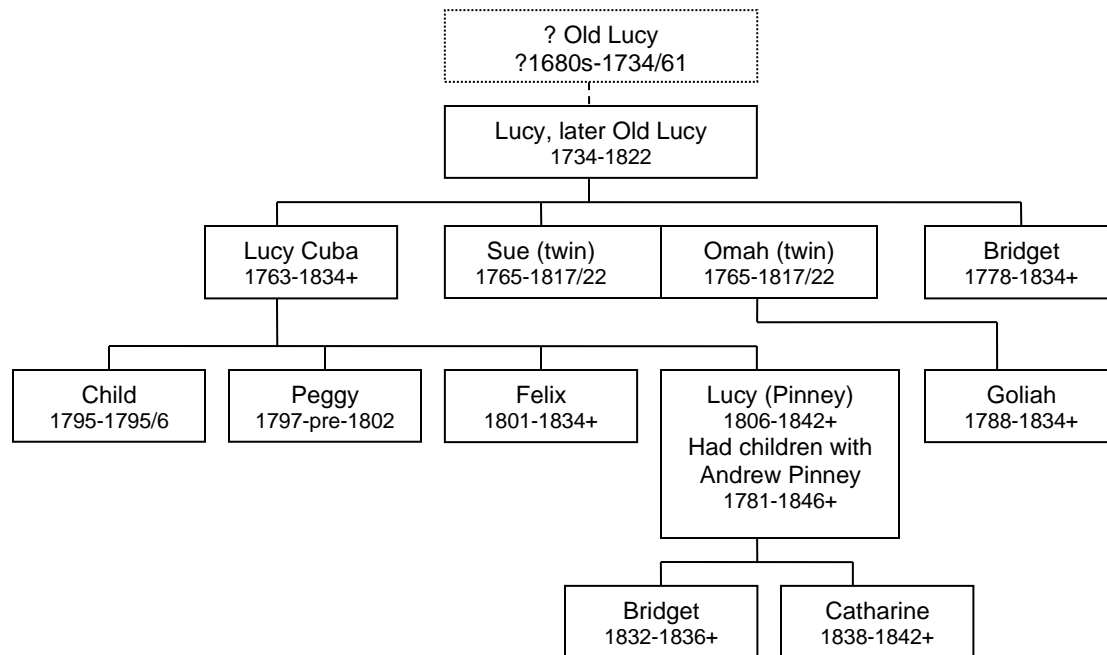 ? Old Lucy
?1680s-1734/61
Lucy, later Old Lucy
1734-1822
Lucy Cuba
1763-1834+
Sue (twin)
1765-1817/22
Omah (twin)
1765-1817/22
Bridget
1778-1834+
Child
1795-1795/6
Peggy
1797-pre-1802
Felix
1801-1834+
Lucy (Pinney)
1806-1842+
Had children with
Andrew Pinney
1781-1846+
Goliah
1788-1834+
Bridget
1832-1836+
Catharine
1838-1842+